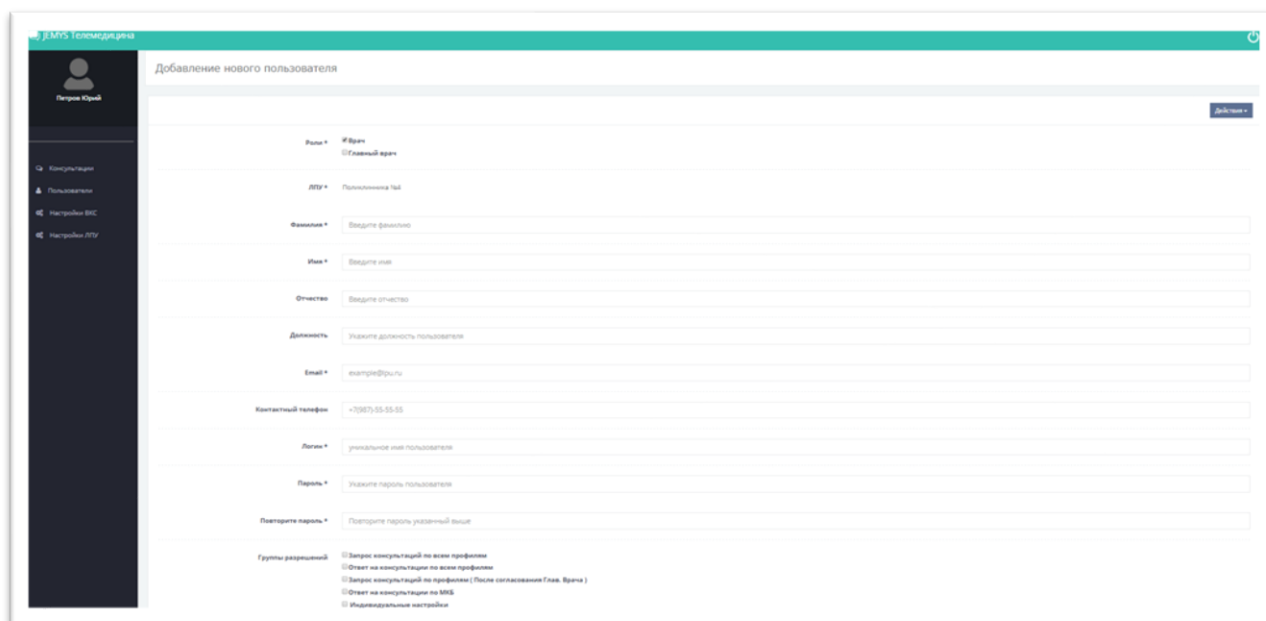 JEMYS Телемедицина
Петров Юрий
Консультации
Пользователи
Настройки ВКС
Настройки ЛПУ
Добавление нового пользователя
Действия
Роли *
Врач
Главный врач
ЛПУ * Поликлинника №4
Фамилия * Введите фамилию
Имя * Введите имя
Отчество Введите отчество
Должность Укажите должность пользователя
Email * example@lpu.ru
Контактный телефон +7(987)-55-55-55
Логин * уникальное имя пользователя
Пароль * Укажите пароль пользователя
Повторите пароль * Повторите пароль указанный выше
Группы разрешений
Запрос консультаций по всем профилям
Ответ на консультации по всем профилям
Запрос консультаций по профилям ( После согласования Глав. Врача )
Ответ на консультации по МКБ
Индивидуальные настройки